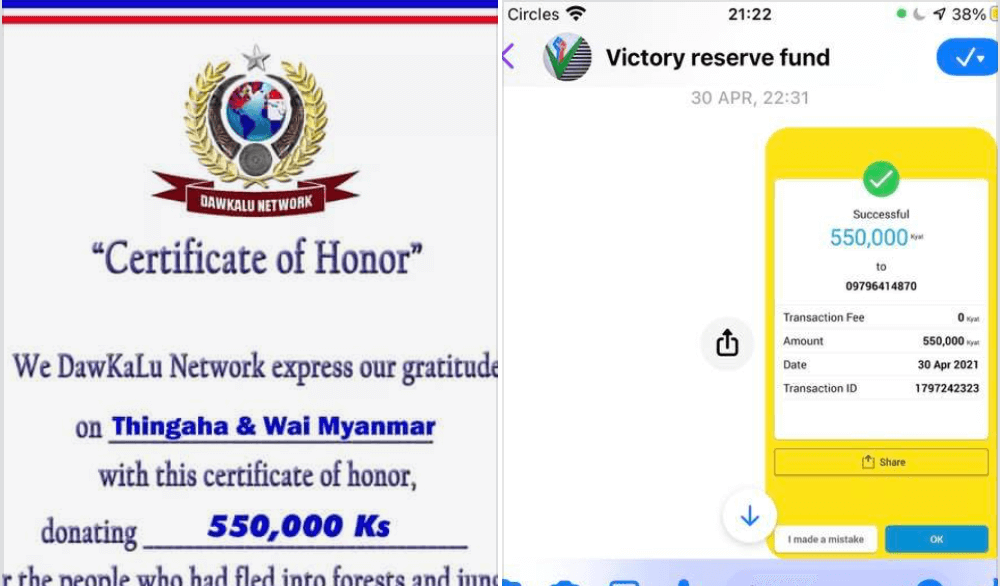 DAWKALU NETWORK
“Certificate of Honor”
We DawKaLu Network express our gratitude
on Thingaha & Wai Myanmar
with this certificate of honor,
donating 550,000 Ks
the people who had fled into forests and
Circles 21:22 38%
Victory reserve fund
30 APR, 22:31
Successful
550,000 Kyat
to
09796414870
Transaction Fee 0 Kyat
Amount 550,000 Kyat
Date 30 Apr 2021
Transaction ID 1797242323
Share
I made a mistake OK